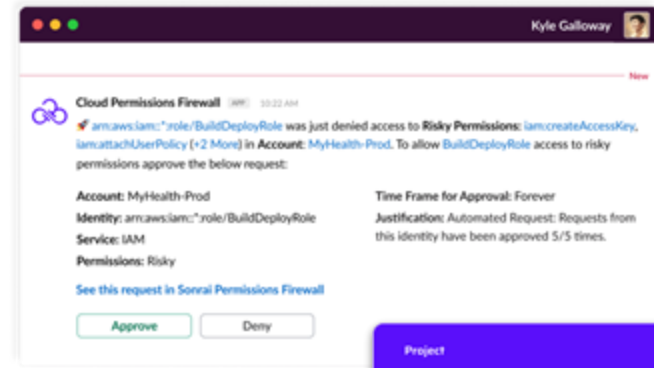 Kyle Galloway
New
Cloud Permissions Firewall APP 10:22 AM
🚀 arn:aws:iam::*:role/BuildDeployRole was just denied access to Risky Permissions: iam:createAccessKey,
iam:attachUserPolicy (+2 More) in Account: MyHealth-Prod. To allow BuildDeployRole access to risky
permissions approve the below request:
Account: MyHealth-Prod
Identity: arn:aws:iam::*:role/BuildDeployRole
Service: IAM
Permissions: Risky
Time Frame for Approval: Forever
Justification: Automated Request: Requests from
this identity have been approved 5/5 times.
See this request in Sonrai Permissions Firewall
Approve
Deny
Project